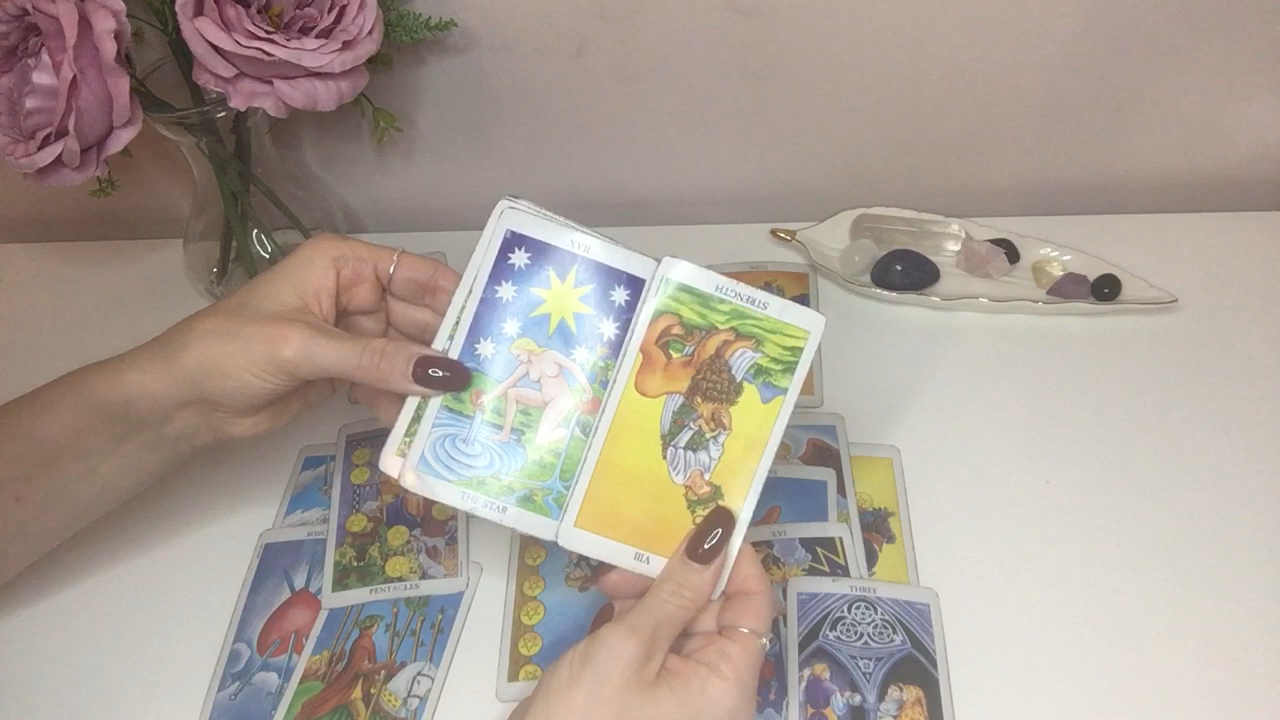 XVII
STRENGTH
THE STAR
VIII
XVI
PENTACLES
THREE